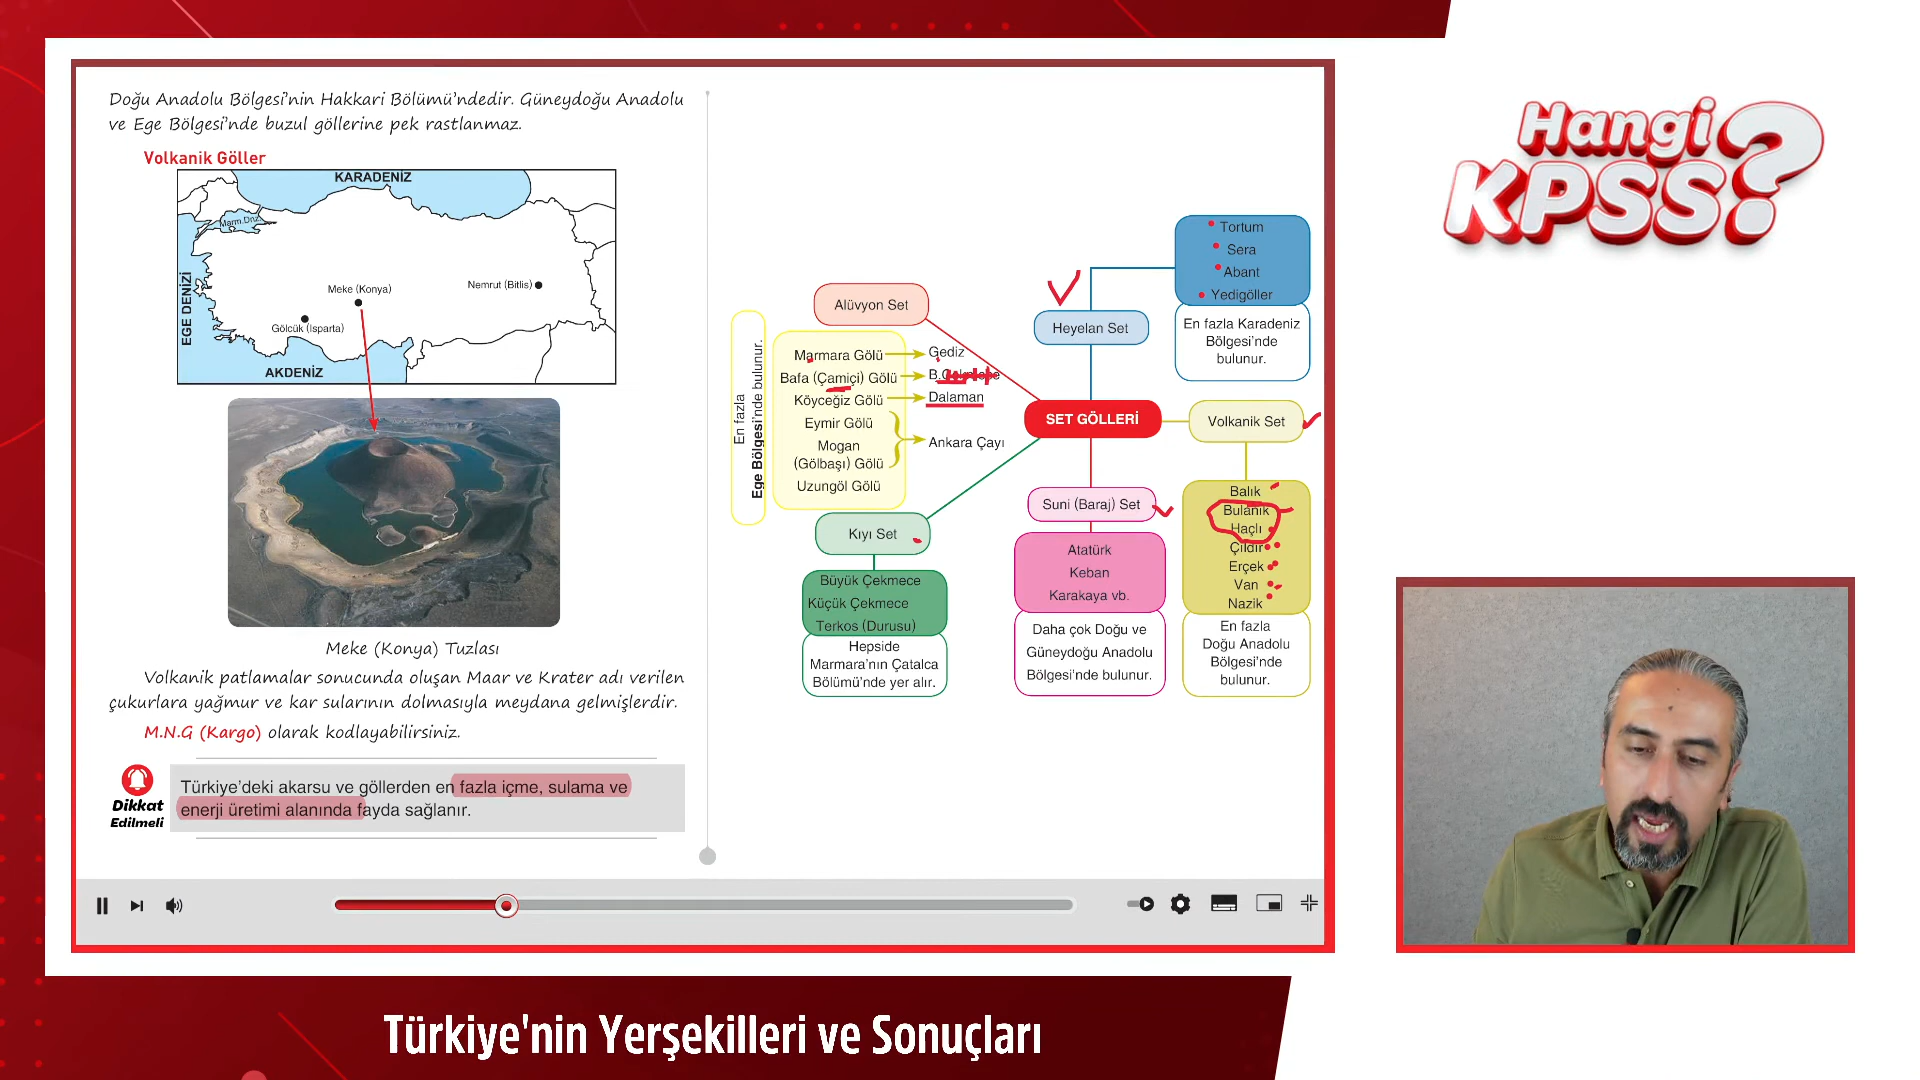 Doğu Anadolu Bölgesi'nin Hakkari Bölümü'ndedir. Güneydoğu Anadolu
ve Ege Bölgesi'nde buzul göllerine pek rastlanmaz.
Volkanik Göller
KARADENİZ
Marm.Dnz.
EGE DENİZİ
Meke (Konya)
Nemrut (Bitlis)
Gölcük (Isparta)
AKDENİZ
Meke (Konya) Tuzlası
Volkanik patlamalar sonucunda oluşan Maar ve Krater adı verilen
çukurlara yağmur ve kar sularının dolmasıyla meydana gelmişlerdir.
M.N.G (Kargo) olarak kodlayabilirsiniz.
Dikkat
Edilmeli
Türkiye'deki akarsu ve göllerden en fazla içme, sulama ve
enerji üretimi alanında fayda sağlanır.
Alüvyon Set
En fazla
Ege Bölgesi'nde bulunur.
Marmara Gölü
Gediz
Bafa (Çamiçi) Gölü
Köyceğiz Gölü
Dalaman
Eymir Gölü
Mogan
(Gölbaşı) Gölü
Ankara Çayı
Uzungöl Gölü
Kıyı Set
Büyük Çekmece
Küçük Çekmece
Terkos (Durusu)
Hepside
Marmara'nın Çatalca
Bölümü'nde yer alır.
SET GÖLLERİ
Heyelan Set
Tortum
Sera
Abant
Yedigöller
En fazla Karadeniz
Bölgesi'nde
bulunur.
Volkanik Set
Balık
Bulanık
Haçlı
Çıldır
Erçek
Van
Nazik
En fazla
Doğu Anadolu
Bölgesi'nde
bulunur.
Suni (Baraj) Set
Atatürk
Keban
Karakaya vb.
Daha çok Doğu ve
Güneydoğu Anadolu
Bölgesi'nde bulunur.
Hangi
KPSS?
Türkiye'nin Yerşekilleri ve Sonuçları